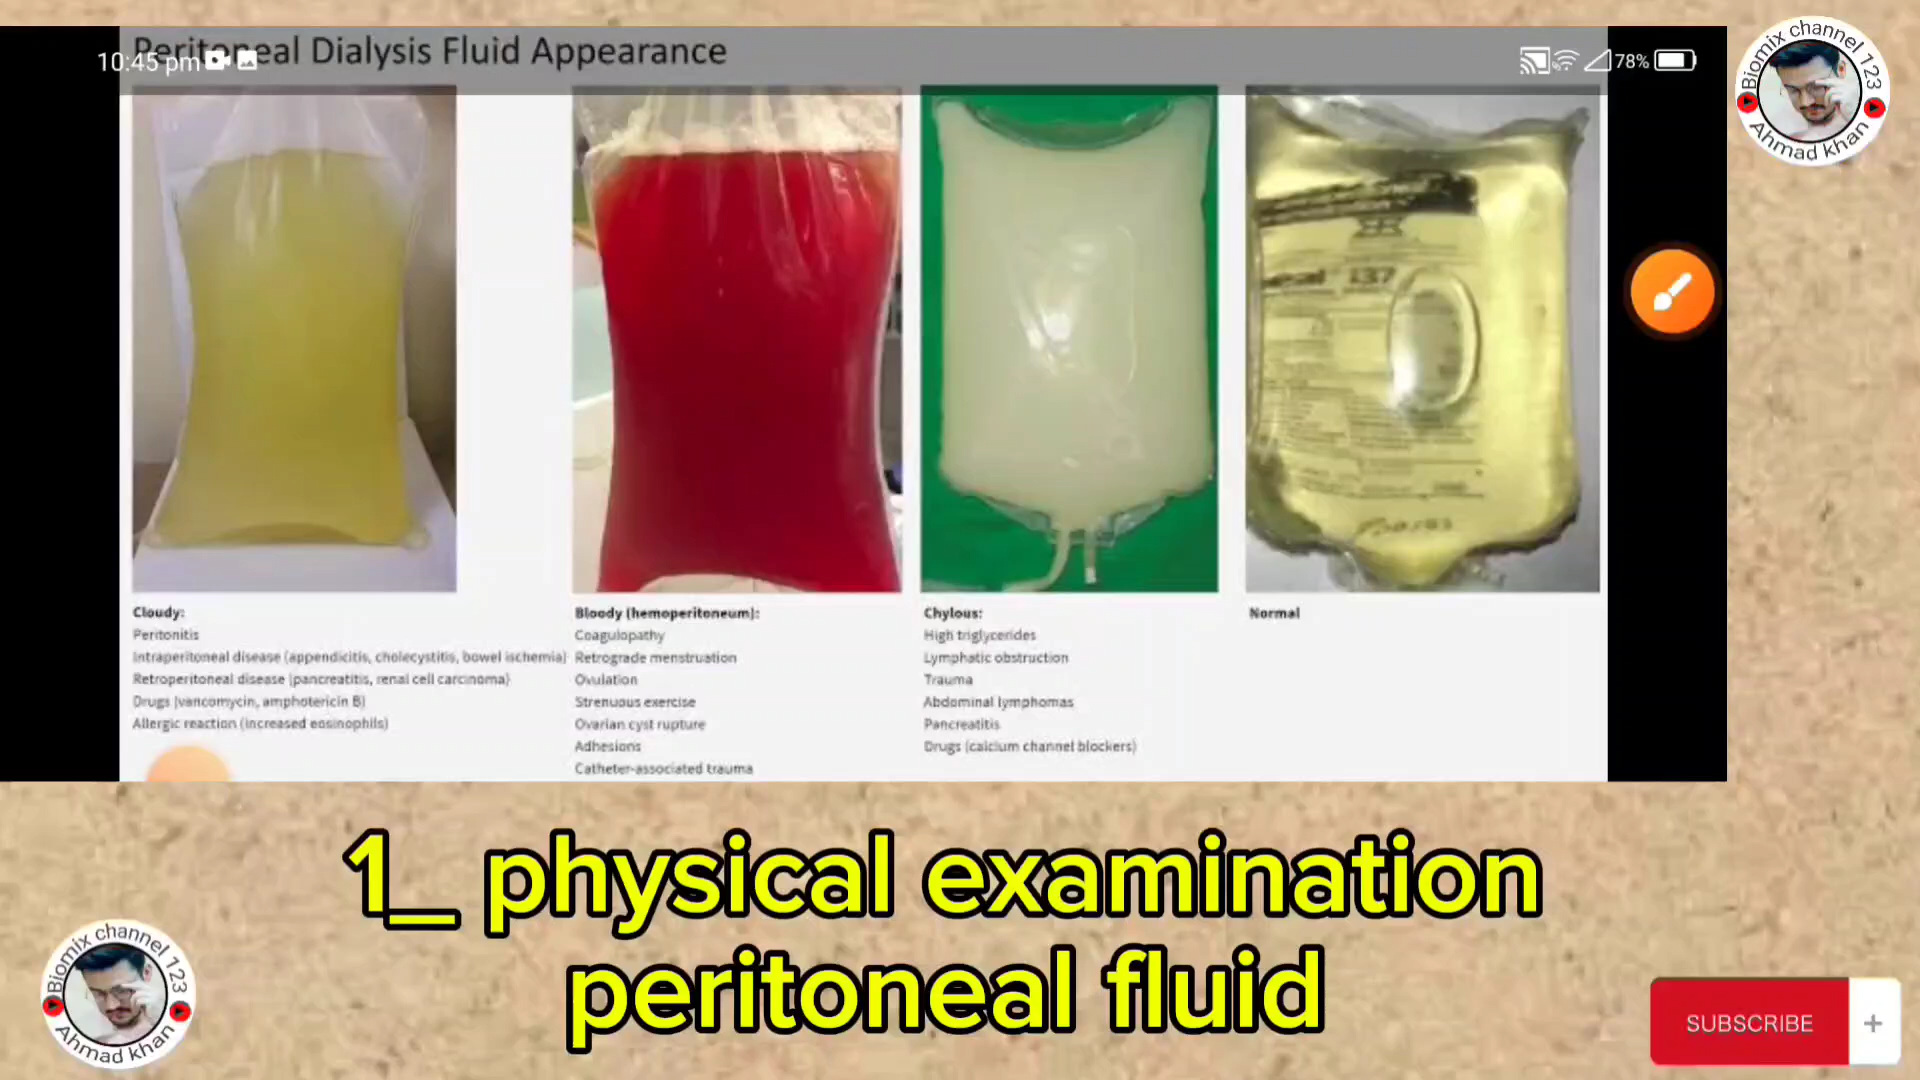 Peritoneal Dialysis Fluid Appearance
10:45 pm
78%
Biomix channel 123
Ahmad khan
137
Cloudy:
Peritonitis
Intraperitoneal disease (appendicitis, cholecystitis, bowel ischemia)
Retroperitoneal disease (pancreatitis, renal cell carcinoma)
Drugs (vancomycin, amphotericin B)
Allergic reaction (increased eosinophils)
Bloody (hemoperitoneum):
Coagulopathy
Retrograde menstruation
Ovulation
Strenuous exercise
Ovarian cyst rupture
Adhesions
Catheter-associated trauma
Chylous:
High triglycerides
Lymphatic obstruction
Trauma
Abdominal lymphomas
Pancreatitis
Drugs (calcium channel blockers)
Normal
1_ physical examination
peritoneal fluid
Biomix channel 123
Ahmad khan
SUBSCRIBE +